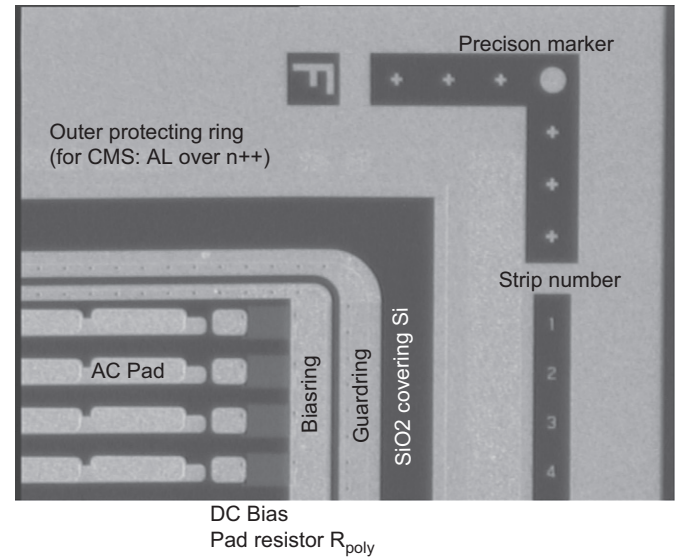 Precison marker
F
Outer protecting ring
(for CMS: AL over n++)
Strip number
1
2
3
4
AC Pad
Biasring
Guardring
SiO2 covering Si
DC Bias
Pad resistor Rpoly